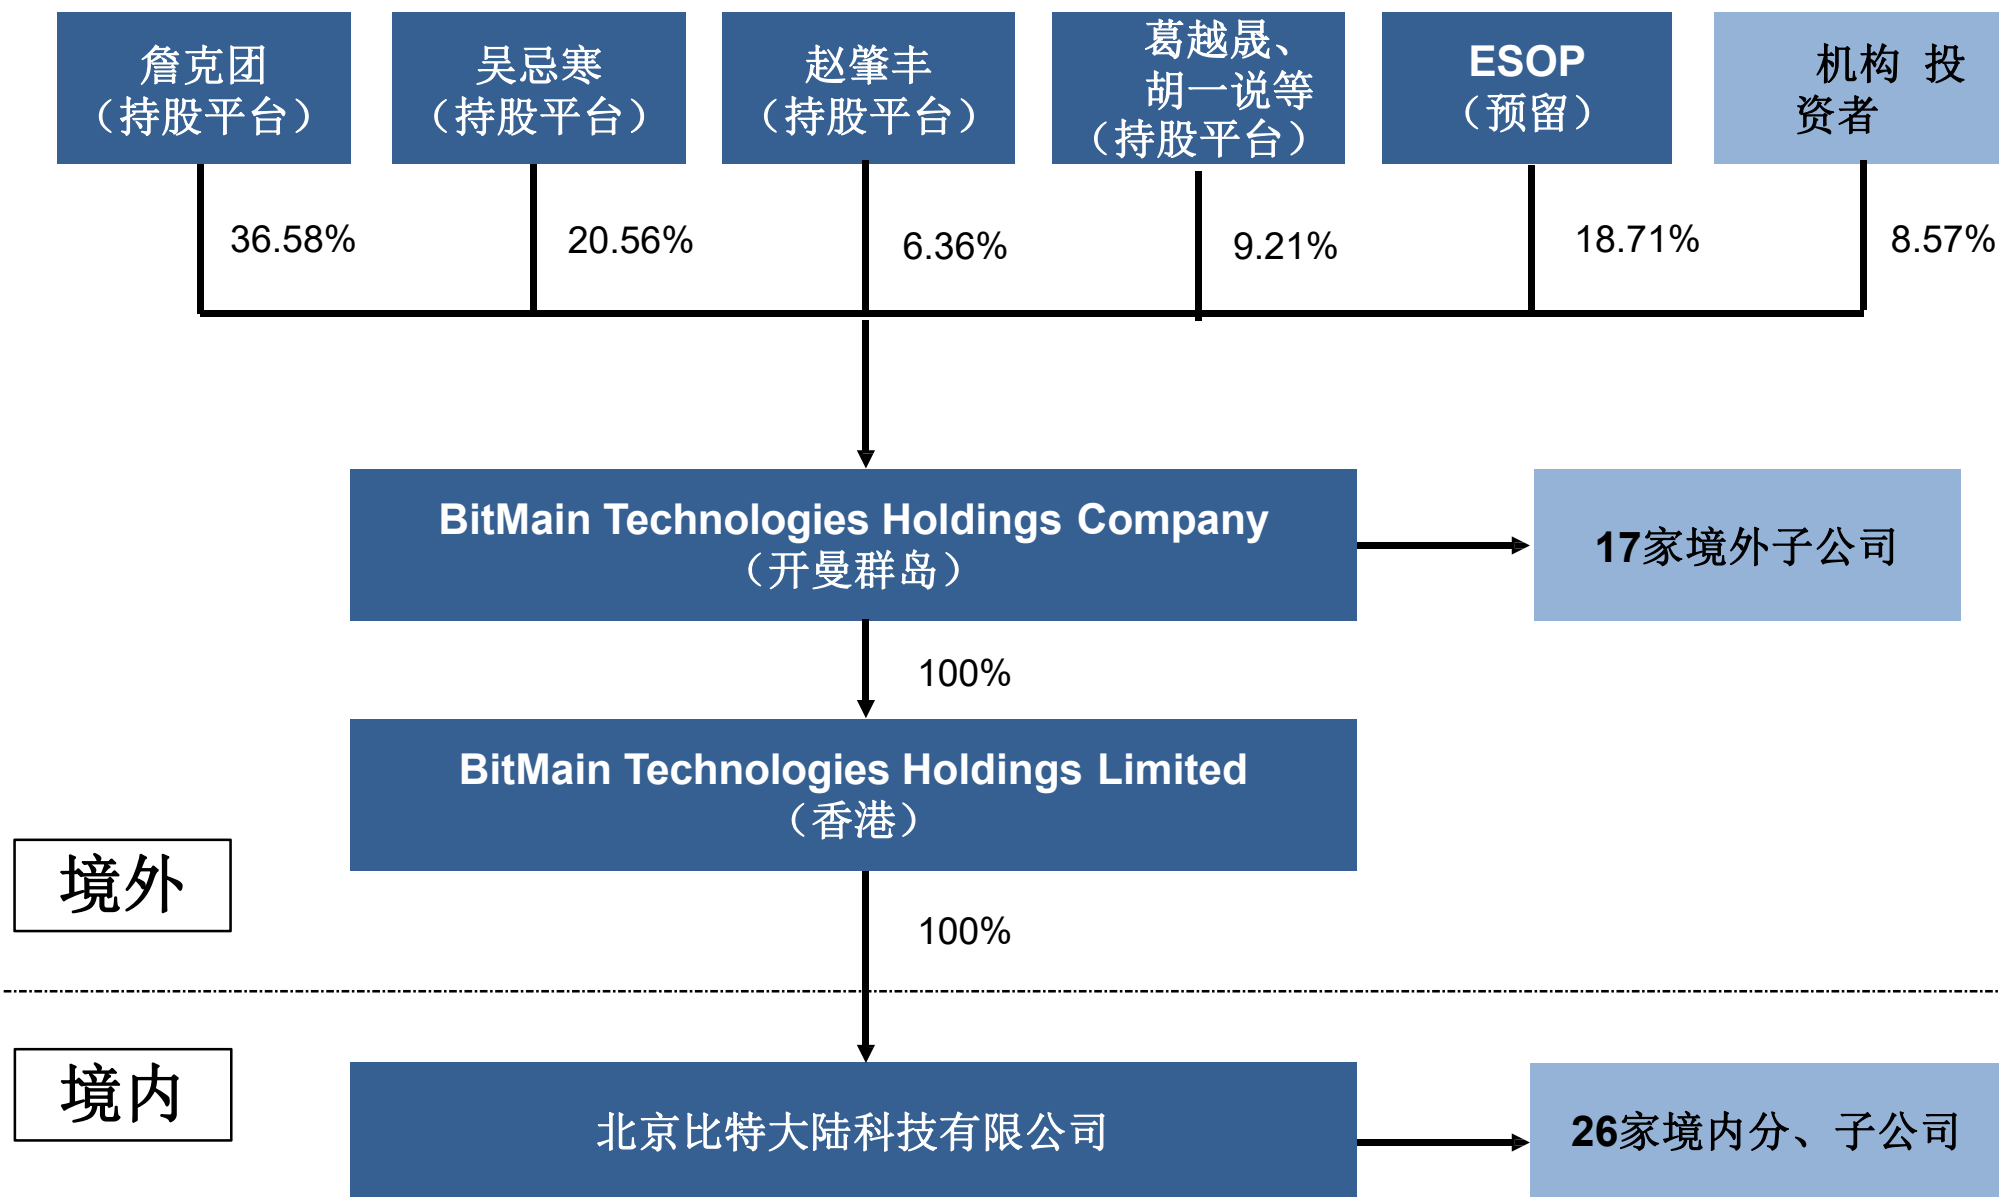 詹克团
（持股平台）
吴忌寒
（持股平台）
赵肇丰
（持股平台）
葛越晟、
胡一说等
（持股平台）
ESOP
（预留）
机构 投
资者
36.58%
20.56%
6.36%
9.21%
18.71%
8.57%
BitMain Technologies Holdings Company
（开曼群岛）
17家境外子公司
100%
BitMain Technologies Holdings Limited
（香港）
境外
100%
境内
北京比特大陆科技有限公司
26家境内分、子公司